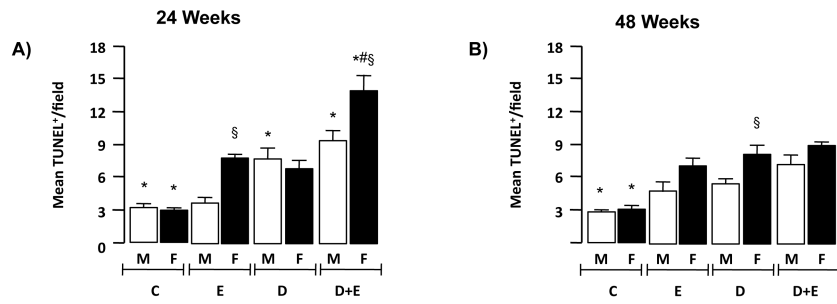 24 Weeks
A)
Mean TUNEL⁺/field
18
15
12
9
6
3
0
* * § * * *#§
M F M F M F M F
C E D D+E
48 Weeks
B)
Mean TUNEL⁺/field
18
15
12
9
6
3
* * §
M F M F M F M F
C E D D+E